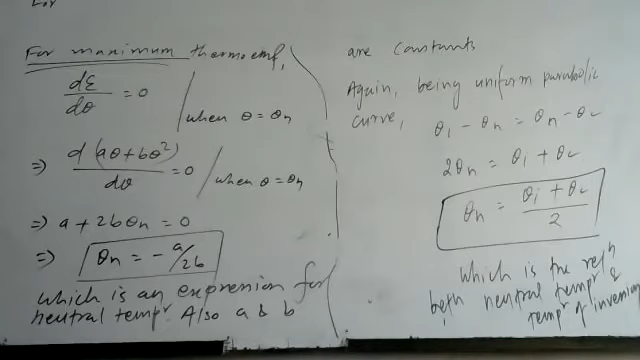 For maximum thermo emf,
dε/dθ = 0 / when θ = θn
⇒ d(aθ+bθ²)/dθ = 0 / when θ = θn
⇒ a + 2bθn = 0
⇒ θn = -a/2b
which is an expression for
neutral tempr. Also a & b
are constants
Again, being uniform parabolic
curve,
θi - θn = θn - θc
2θn = θi + θc
θn = θi + θc / 2
which is the reln
betn neutral tempr &
tempr of inversion